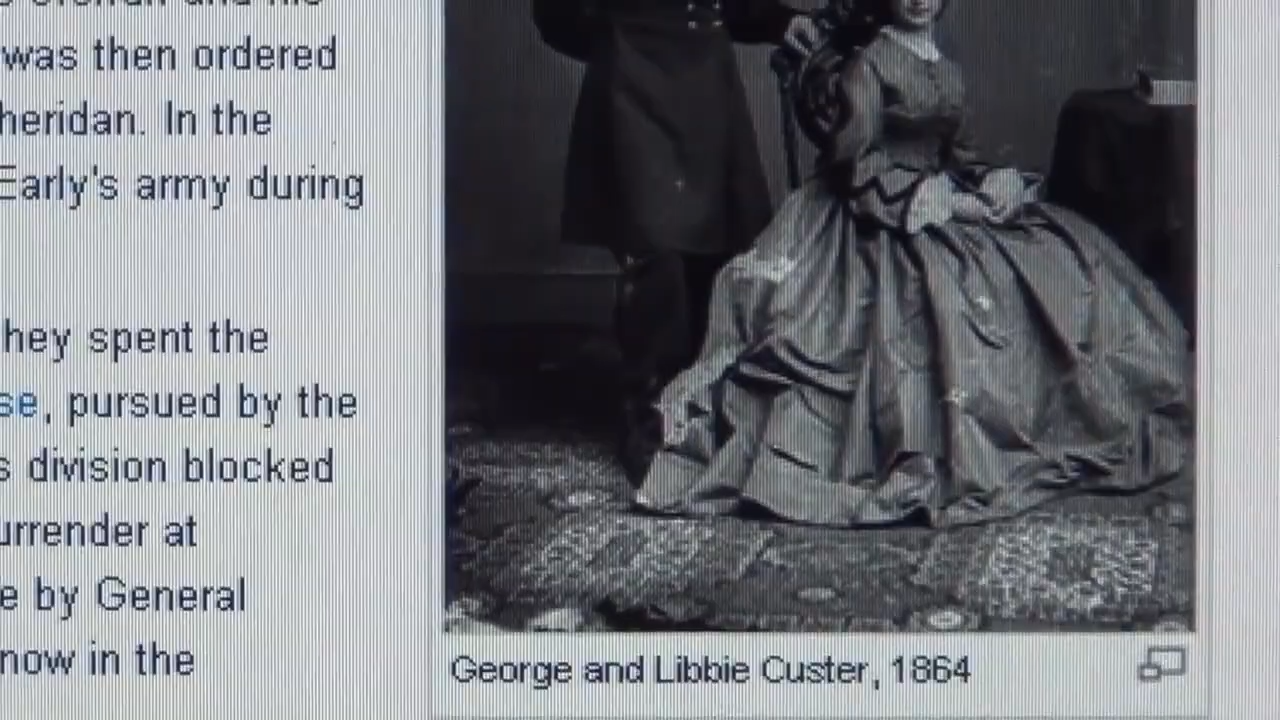 was then ordered
heridan. In the
Early's army during
hey spent the
se, pursued by the
s division blocked
urrender at
e by General
now in the
George and Libbie Custer, 1864